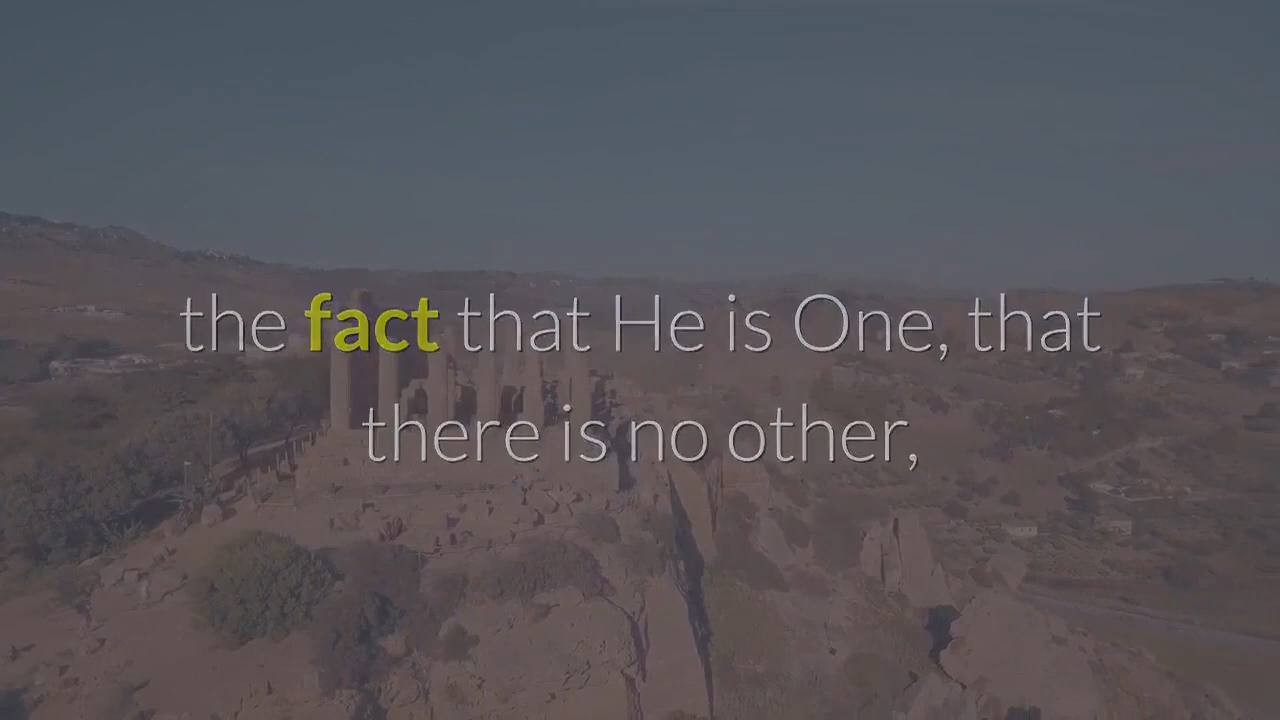 the fact that He is One, that
there is no other,